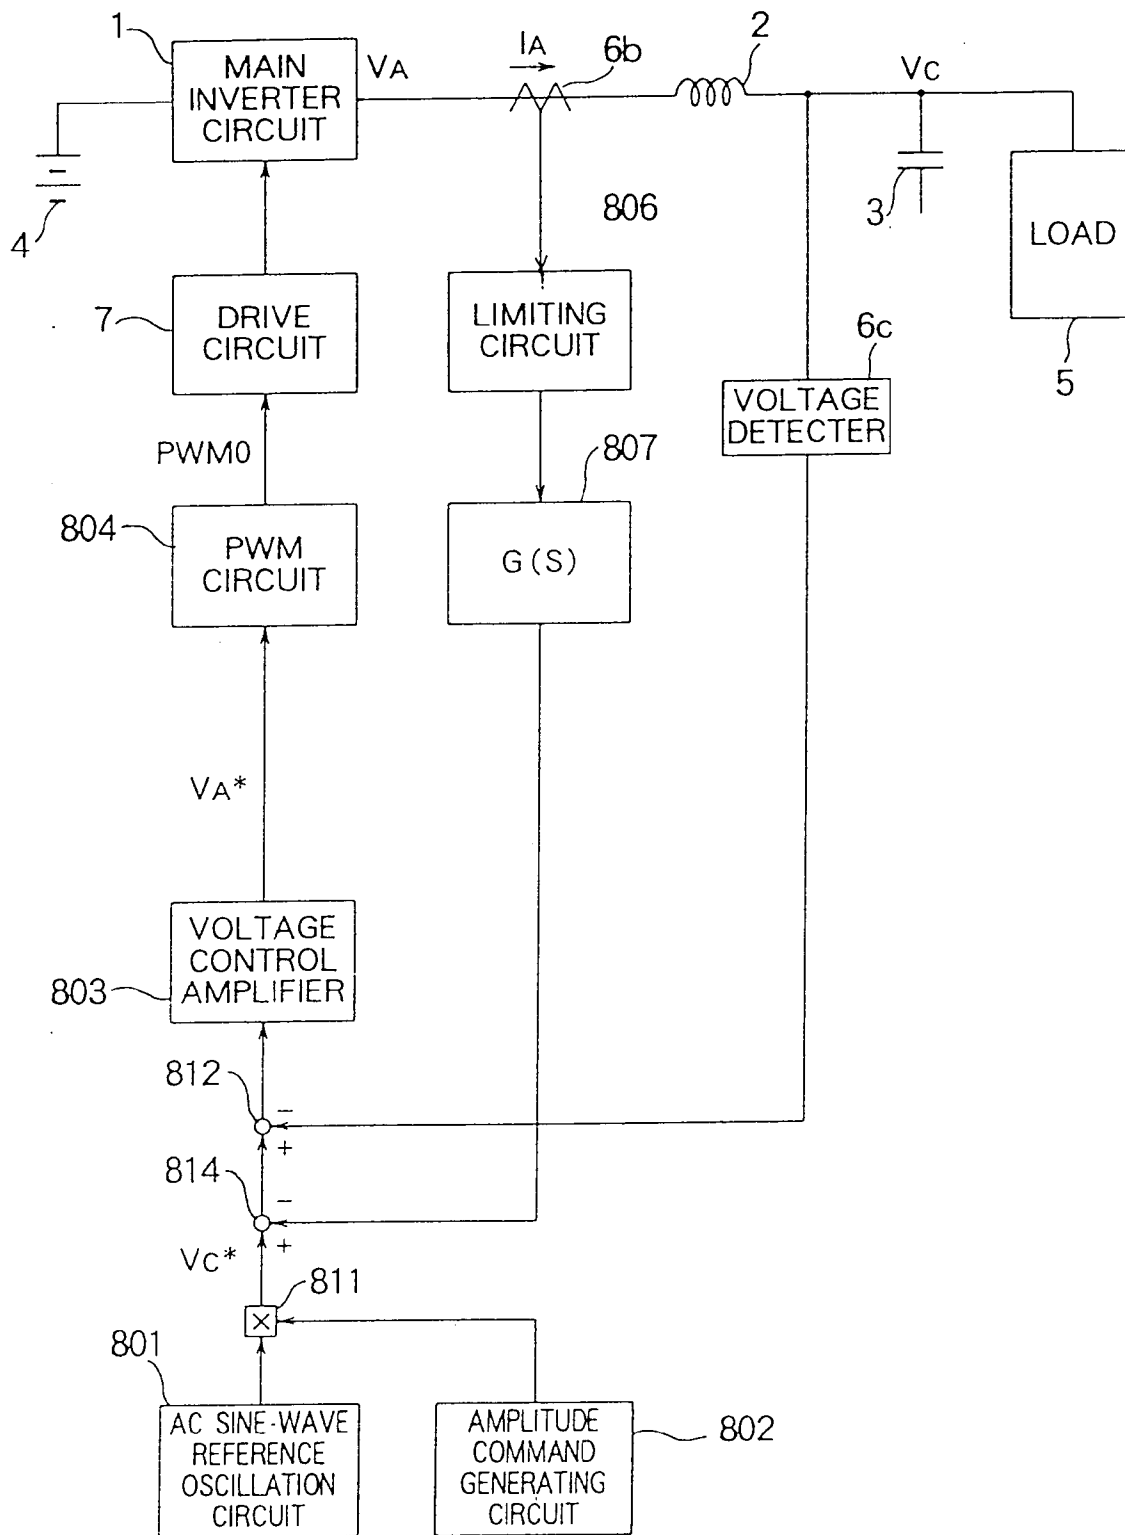 1
MAIN
INVERTER
CIRCUIT
VA
IA
6b
2
VC
4
806
3
LOAD
5
7
DRIVE
CIRCUIT
LIMITING
CIRCUIT
6c
VOLTAGE
DETECTER
PWM0
807
804
PWM
CIRCUIT
G(S)
VA*
VOLTAGE
CONTROL
AMPLIFIER
803
812
−
+
814
−
+
VC*
811
×
801
AC SINE-WAVE
REFERENCE
OSCILLATION
CIRCUIT
AMPLITUDE
COMMAND
GENERATING
CIRCUIT
802